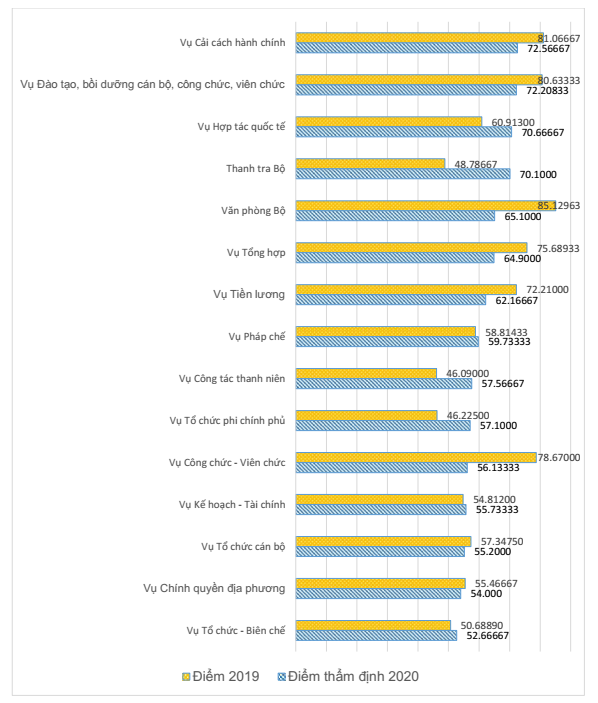 Vụ Cải cách hành chính
81.06667
72.56667
Vụ Đào tạo, bồi dưỡng cán bộ, công chức, viên chức
80.63333
72.20833
Vụ Hợp tác quốc tế
60.91300
70.66667
Thanh tra Bộ
48.78667
70.1000
Văn phòng Bộ
85.12963
65.1000
Vụ Tổng hợp
75.68933
64.9000
Vụ Tiền lương
72.21000
62.16667
Vụ Pháp chế
58.81433
59.73333
Vụ Công tác thanh niên
46.09000
57.56667
Vụ Tổ chức phi chính phủ
46.22500
57.1000
Vụ Công chức - Viên chức
78.67000
56.13333
Vụ Kế hoạch - Tài chính
54.81200
55.73333
Vụ Tổ chức cán bộ
57.34750
55.2000
Vụ Chính quyền địa phương
55.46667
54.000
Vụ Tổ chức - Biên chế
50.68890
52.66667
Điểm 2019 Điểm thẩm định 2020